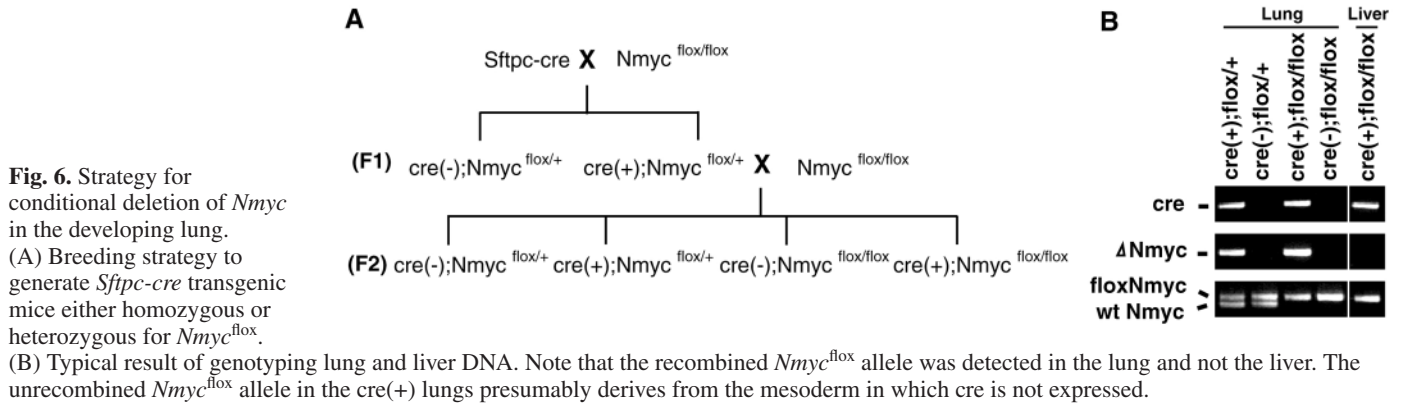 A
Sftpc-cre X Nmyc flox/flox
(F1) cre(-);Nmyc flox/+ cre(+);Nmyc flox/+ X Nmyc flox/flox
(F2) cre(-);Nmyc flox/+ cre(+);Nmyc flox/+ cre(-);Nmyc flox/flox cre(+);Nmyc flox/flox
B
Lung Liver
cre(+);flox/+
cre(-);flox/+
cre(+);flox/flox
cre(-);flox/flox
cre(+);flox/flox
cre
ΔNmyc
floxNmyc
wt Nmyc
Fig. 6. Strategy for
conditional deletion of Nmyc
in the developing lung.
(A) Breeding strategy to
generate Sftpc-cre transgenic
mice either homozygous or
heterozygous for Nmyc flox.
(B) Typical result of genotyping lung and liver DNA. Note that the recombined Nmyc flox allele was detected in the lung and not the liver. The
unrecombined Nmyc flox allele in the cre(+) lungs presumably derives from the mesoderm in which cre is not expressed.